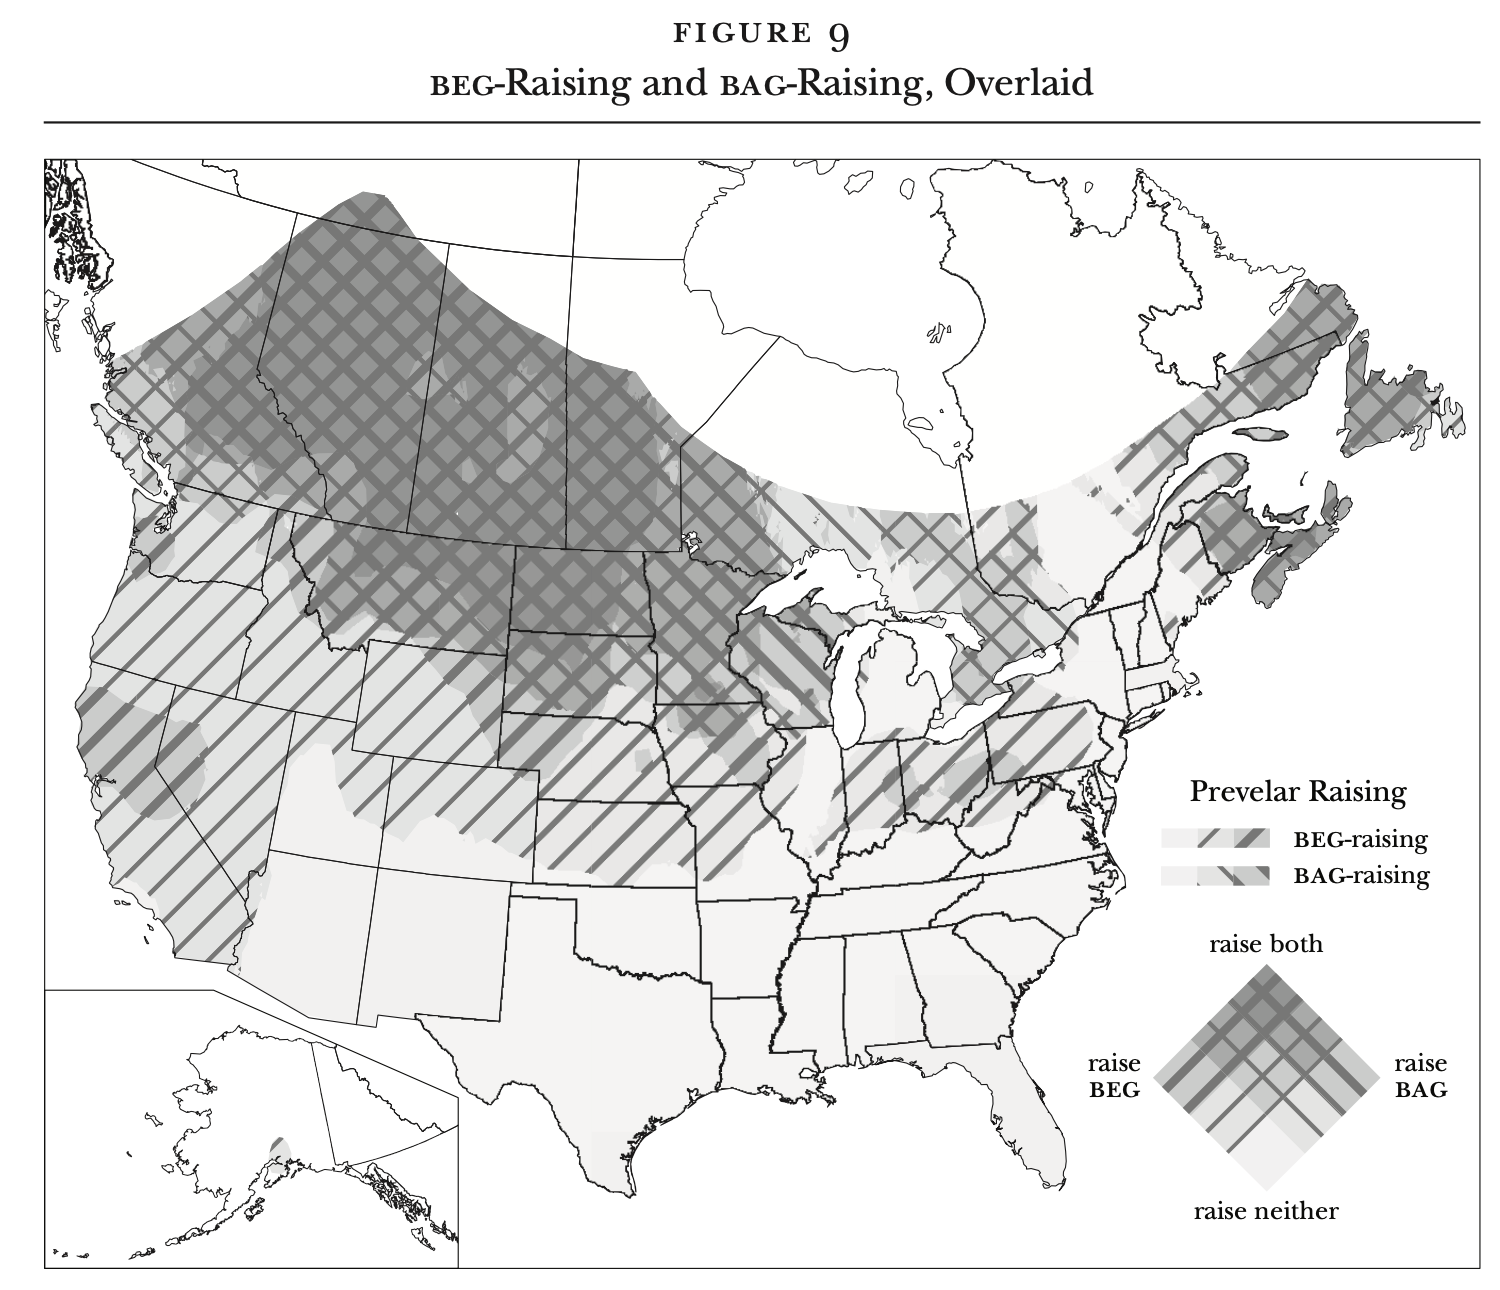 FIGURE 9
BEG-Raising and BAG-Raising, Overlaid
Prevelar Raising
BEG-raising
BAG-raising
raise both
raise
BEG
raise
BAG
raise neither